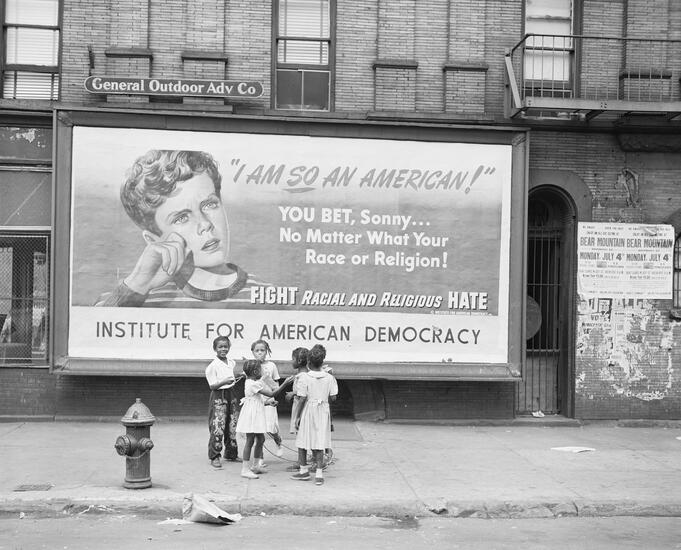 General Outdoor Adv Co
"I AM SO AN AMERICAN!"
YOU BET, Sonny...
No Matter What Your
Race or Religion!
FIGHT RACIAL AND RELIGIOUS HATE
INSTITUTE FOR AMERICAN DEMOCRACY
BEAR MOUNTAIN BEAR MOUNTAIN
MONDAY, JULY 4th MONDAY, JULY 4th